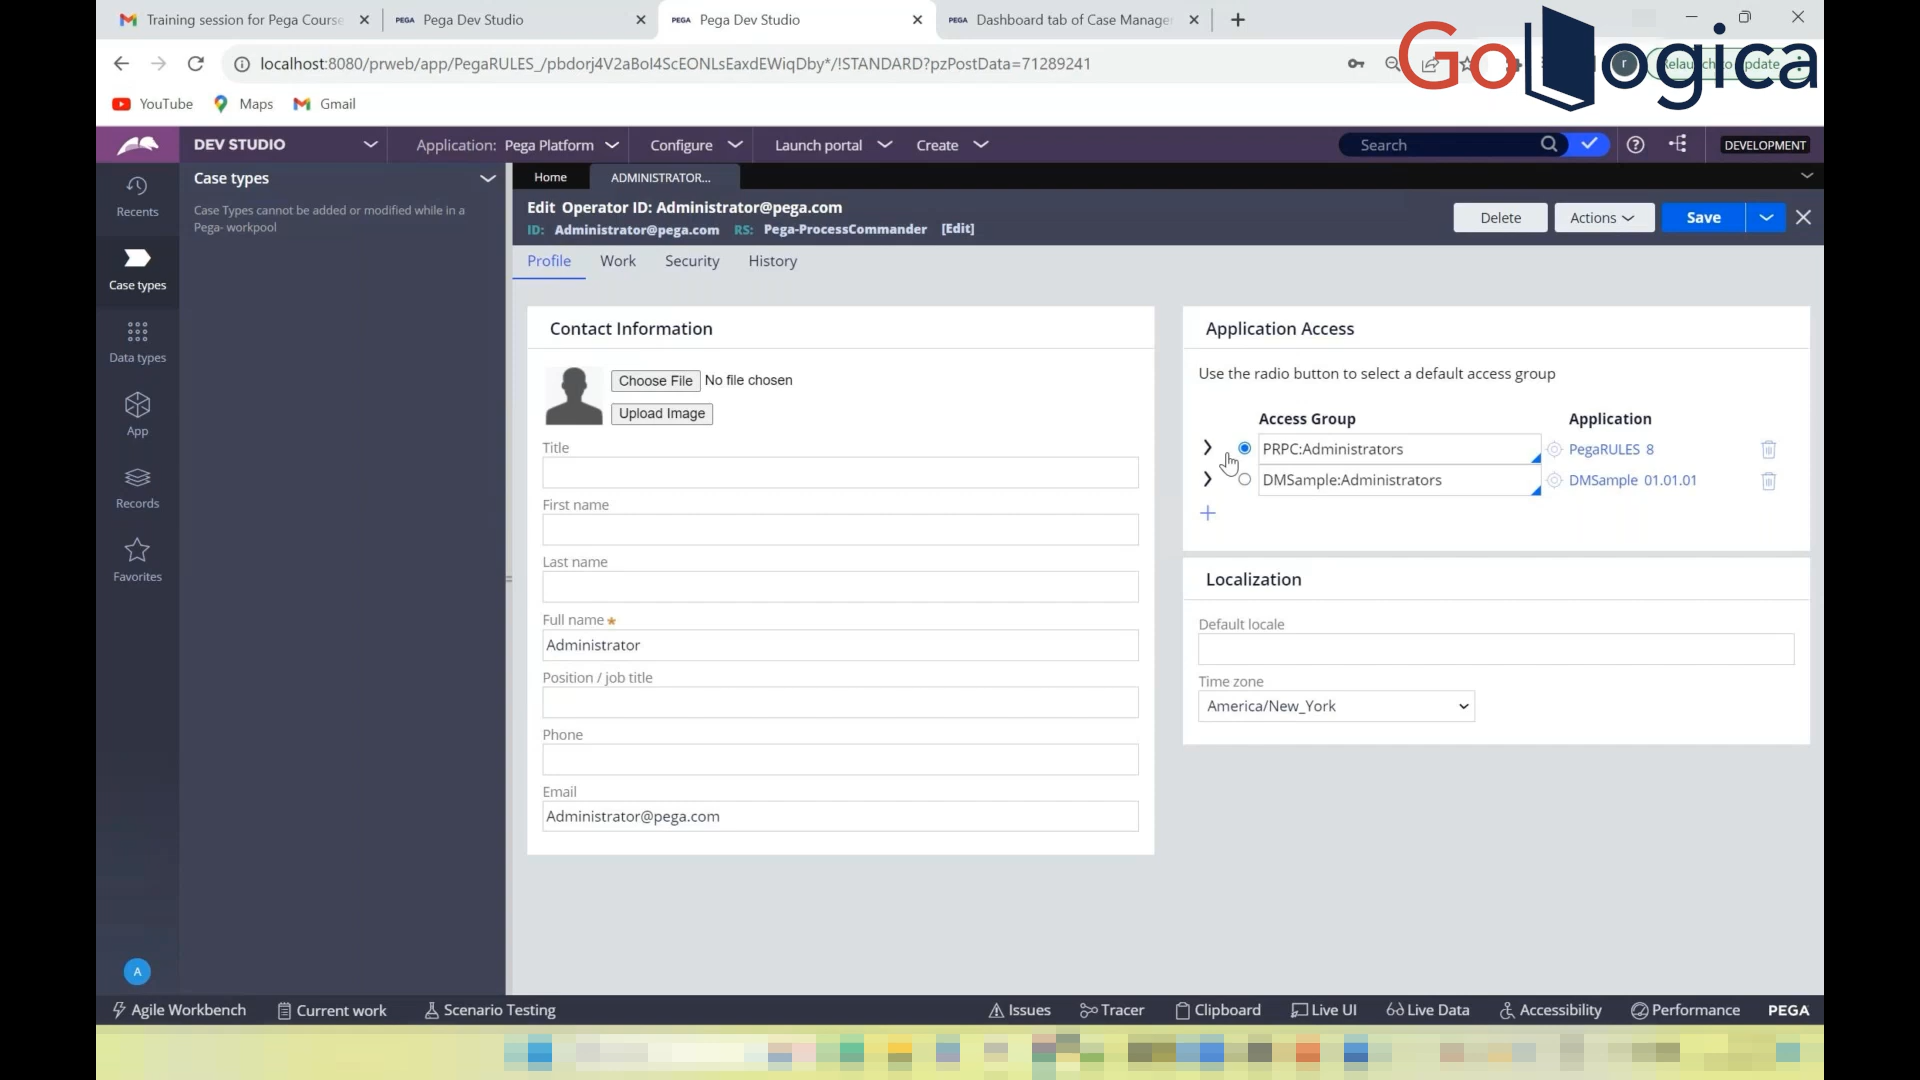 Training session for Pega Course
Pega Dev Studio
Pega Dev Studio
Dashboard tab of Case Manager
GoLogica
localhost:8080/prweb/app/PegaRULES_/pbdorj4V2aBoI4ScEONLsEaxdEWiqDby*/!STANDARD?pzPostData=71289241
YouTube
Maps
Gmail
DEV STUDIO
Application: Pega Platform
Configure
Launch portal
Create
Search
DEVELOPMENT
Recents
Case types
Data types
App
Records
Favorites
A
Case types
Case Types cannot be added or modified while in a
Pega- workpool
Home
ADMINISTRATOR...
Edit Operator ID: Administrator@pega.com
ID: Administrator@pega.com RS: Pega-ProcessCommander [Edit]
Delete
Actions
Save
Profile
Work
Security
History
Contact Information
Choose File No file chosen
Upload Image
Title
First name
Last name
Full name
Administrator
Position / job title
Phone
Email
Administrator@pega.com
Application Access
Use the radio button to select a default access group
Access Group
Application
PRPC:Administrators
PegaRULES 8
DMSample:Administrators
DMSample 01.01.01
Localization
Default locale
Time zone
America/New_York
Agile Workbench
Current work
Scenario Testing
Issues
Tracer
Clipboard
Live UI
Live Data
Accessibility
Performance
PEGA